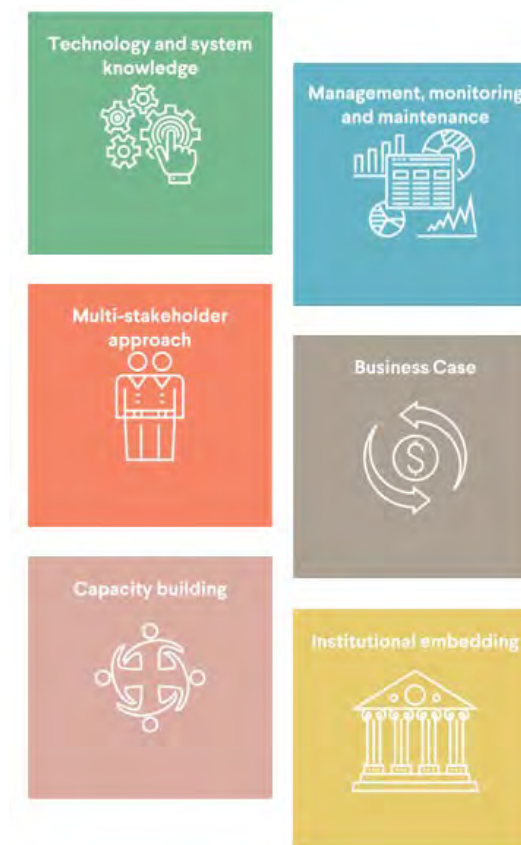 Technology and system
knowledge
Management, monitoring
and maintenance
Multi-stakeholder
approach
Business Case
$
Capacity building
Institutional embedding